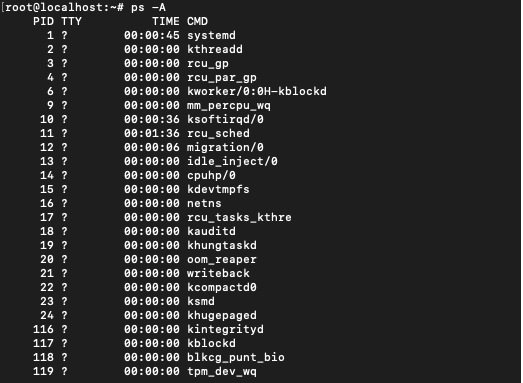 [root@localhost:~# ps -A
PID TTY TIME CMD
1 ? 00:00:45 systemd
2 ? 00:00:00 kthreadd
3 ? 00:00:00 rcu_gp
4 ? 00:00:00 rcu_par_gp
6 ? 00:00:00 kworker/0:0H-kblockd
9 ? 00:00:00 mm_percpu_wq
10 ? 00:00:36 ksoftirqd/0
11 ? 00:01:36 rcu_sched
12 ? 00:00:06 migration/0
13 ? 00:00:00 idle_inject/0
14 ? 00:00:00 cpuhp/0
15 ? 00:00:00 kdevtmpfs
16 ? 00:00:00 netns
17 ? 00:00:00 rcu_tasks_kthre
18 ? 00:00:00 kauditd
19 ? 00:00:00 khungtaskd
20 ? 00:00:00 oom_reaper
21 ? 00:00:00 writeback
22 ? 00:00:00 kcompactd0
23 ? 00:00:00 ksmd
24 ? 00:00:00 khugepaged
116 ? 00:00:00 kintegrityd
117 ? 00:00:00 kblockd
118 ? 00:00:00 blkcg_punt_bio
119 ? 00:00:00 tpm_dev_wq